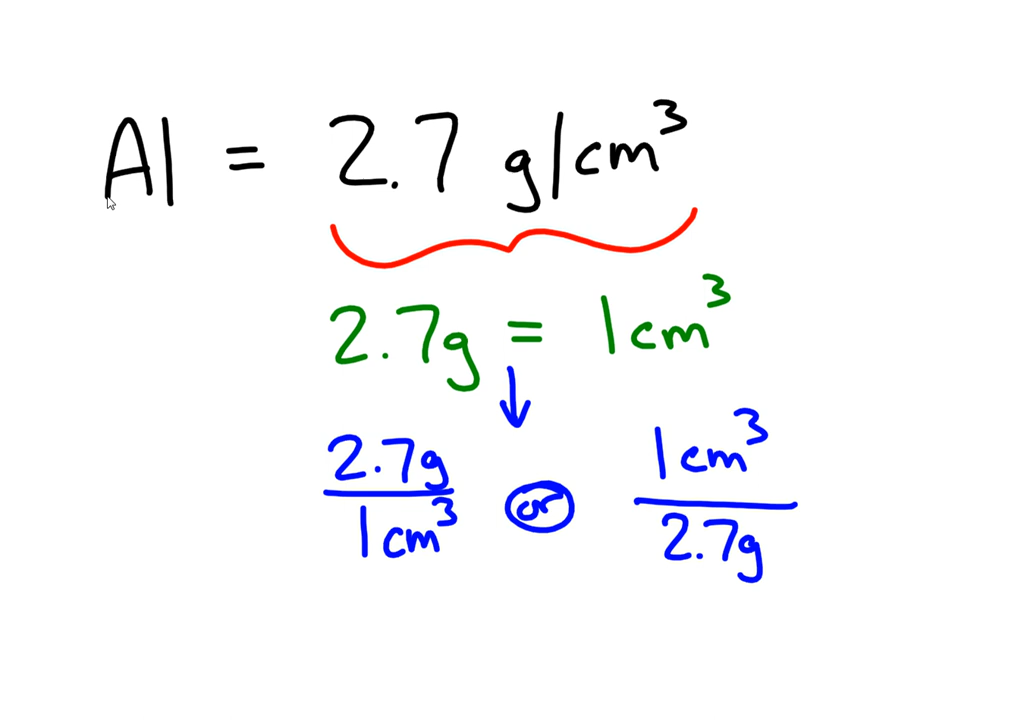 Al = 2.7 g/cm³
2.7g = 1cm³
2.7g/1cm³ or 1cm³/2.7g